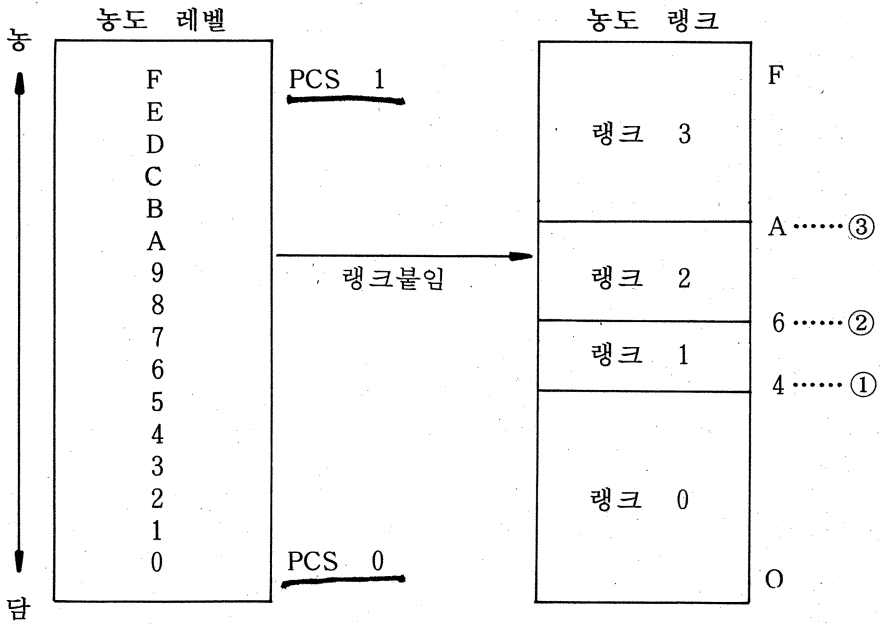 농도 레벨
농
F
E
D
C
B
A
9
8
7
6
5
4
3
2
1
0
담
PCS 1
PCS 0
랭크붙임
농도 랭크
랭크 3
랭크 2
랭크 1
랭크 0
F
A ······ ③
6 ······ ②
4 ······ ①
O